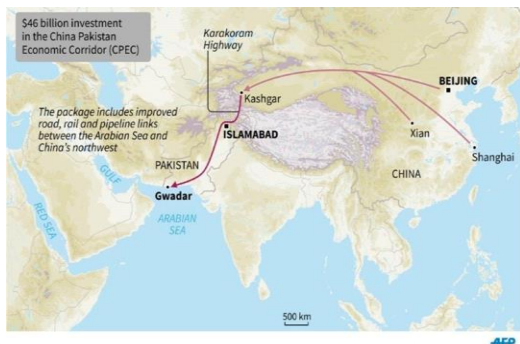 $46 billion investment
in the China Pakistan
Economic Corridor (CPEC)
Karakoram
Highway
BEIJING
Kashgar
The package includes improved
road, rail and pipeline links
between the Arabian Sea and
China's northwest
ISLAMABAD
Xian
Shanghai
PAKISTAN
CHINA
GULF
Gwadar
RED SEA
ARABIAN
SEA
500 km
AFP